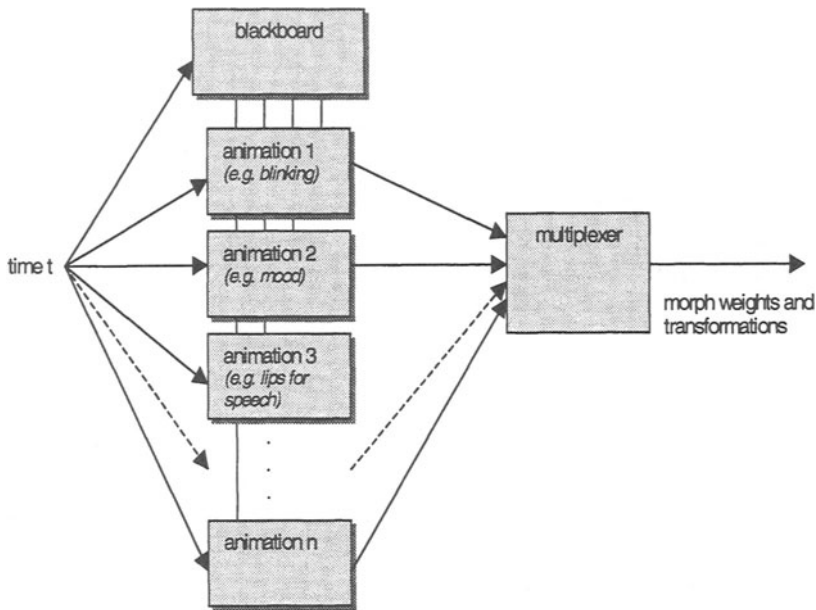 blackboard
animation 1
(e.g. blinking)
animation 2
(e.g. mood)
animation 3
(e.g. lips for
speech)
animation n
time t
multiplexer
morph weights and
transformations